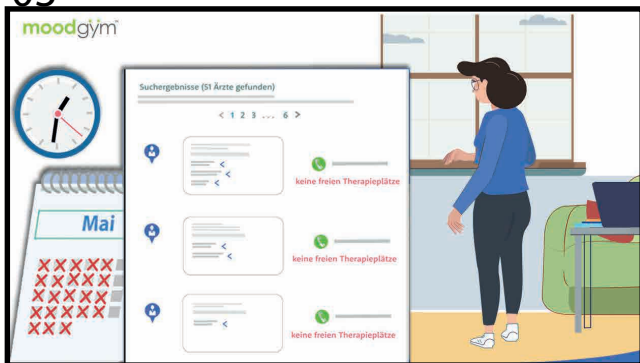 03
moodgym
Suchergebnisse (51 Ärzte gefunden)
< 1 2 3 ... 6 >
keine freien Therapieplätze
Mai
keine freien Therapieplätze
keine freien Therapieplätze